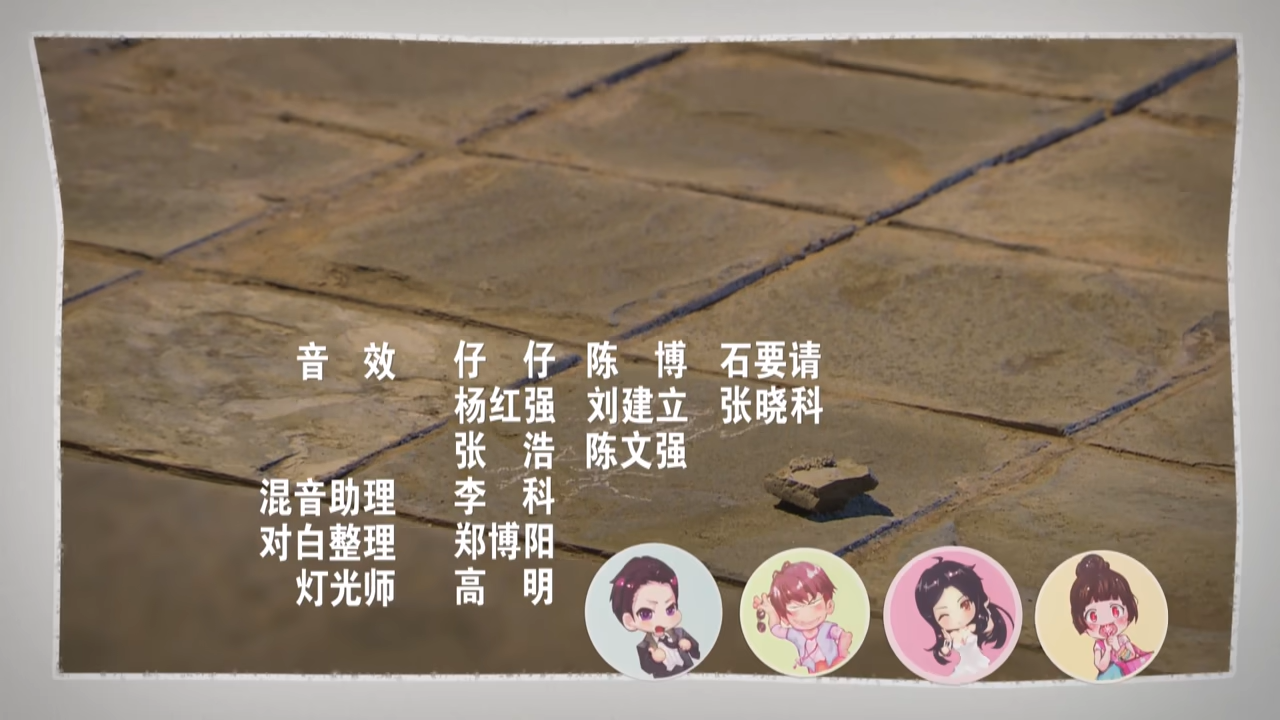 音 效 仔 仔 陈 博 石要请
杨红强 刘建立 张晓科
张 浩 陈文强
混音助理 李 科
对白整理 郑博阳
灯光师 高 明